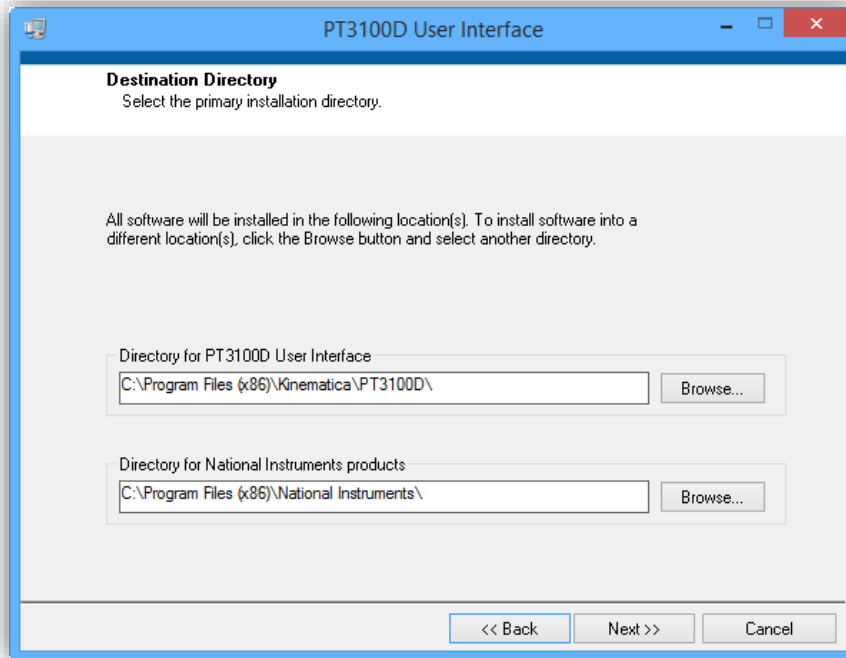 PT3100D User Interface
Destination Directory
Select the primary installation directory.
All software will be installed in the following location(s). To install software into a
different location(s), click the Browse button and select another directory.
Directory for PT3100D User Interface
C:\Program Files (x86)\Kinematica\PT3100D\
Browse...
Directory for National Instruments products
C:\Program Files (x86)\National Instruments\
Browse...
<< Back
Next >>
Cancel